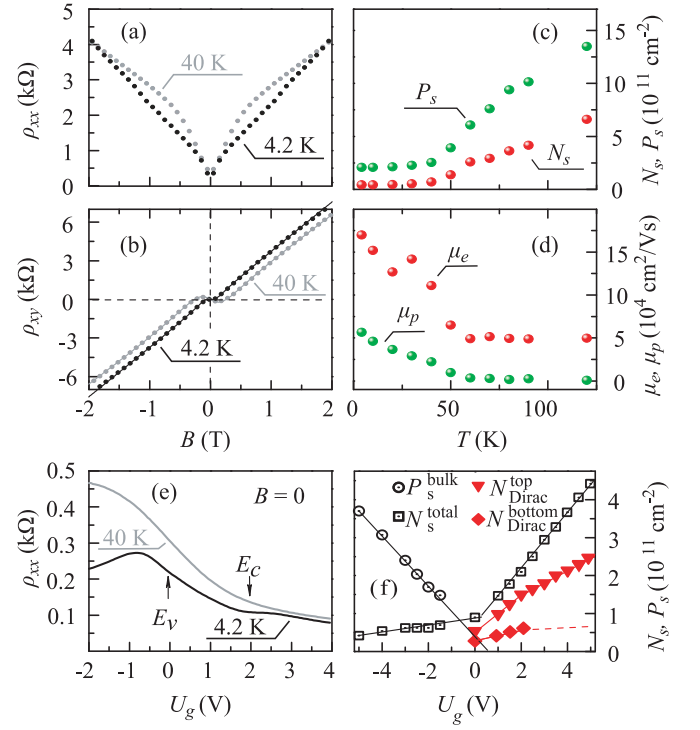 (a)
40 K
4.2 K
ρxx (kΩ)
0
1
2
3
4
5
(c)
Ps
Ns
Ns, Ps (10^11 cm^-2)
0
5
10
15
(b)
40 K
4.2 K
ρxy (kΩ)
-6
-3
0
3
6
-2
-1
0
1
2
B (T)
(d)
μe
μp
μe, μp (10^4 cm^2/Vs)
0
5
10
15
0
50
100
T (K)
(e)
B = 0
40 K
4.2 K
Ev
Ec
ρxx (kΩ)
0.1
0.2
0.3
0.4
0.5
-2
-1
0
1
2
3
4
Ug (V)
Ps bulk
Ns total
N Dirac top
N Dirac bottom
(f)
Ns, Ps (10^11 cm^-2)
0
1
2
3
4
-4
-2
0
2
4
Ug (V)